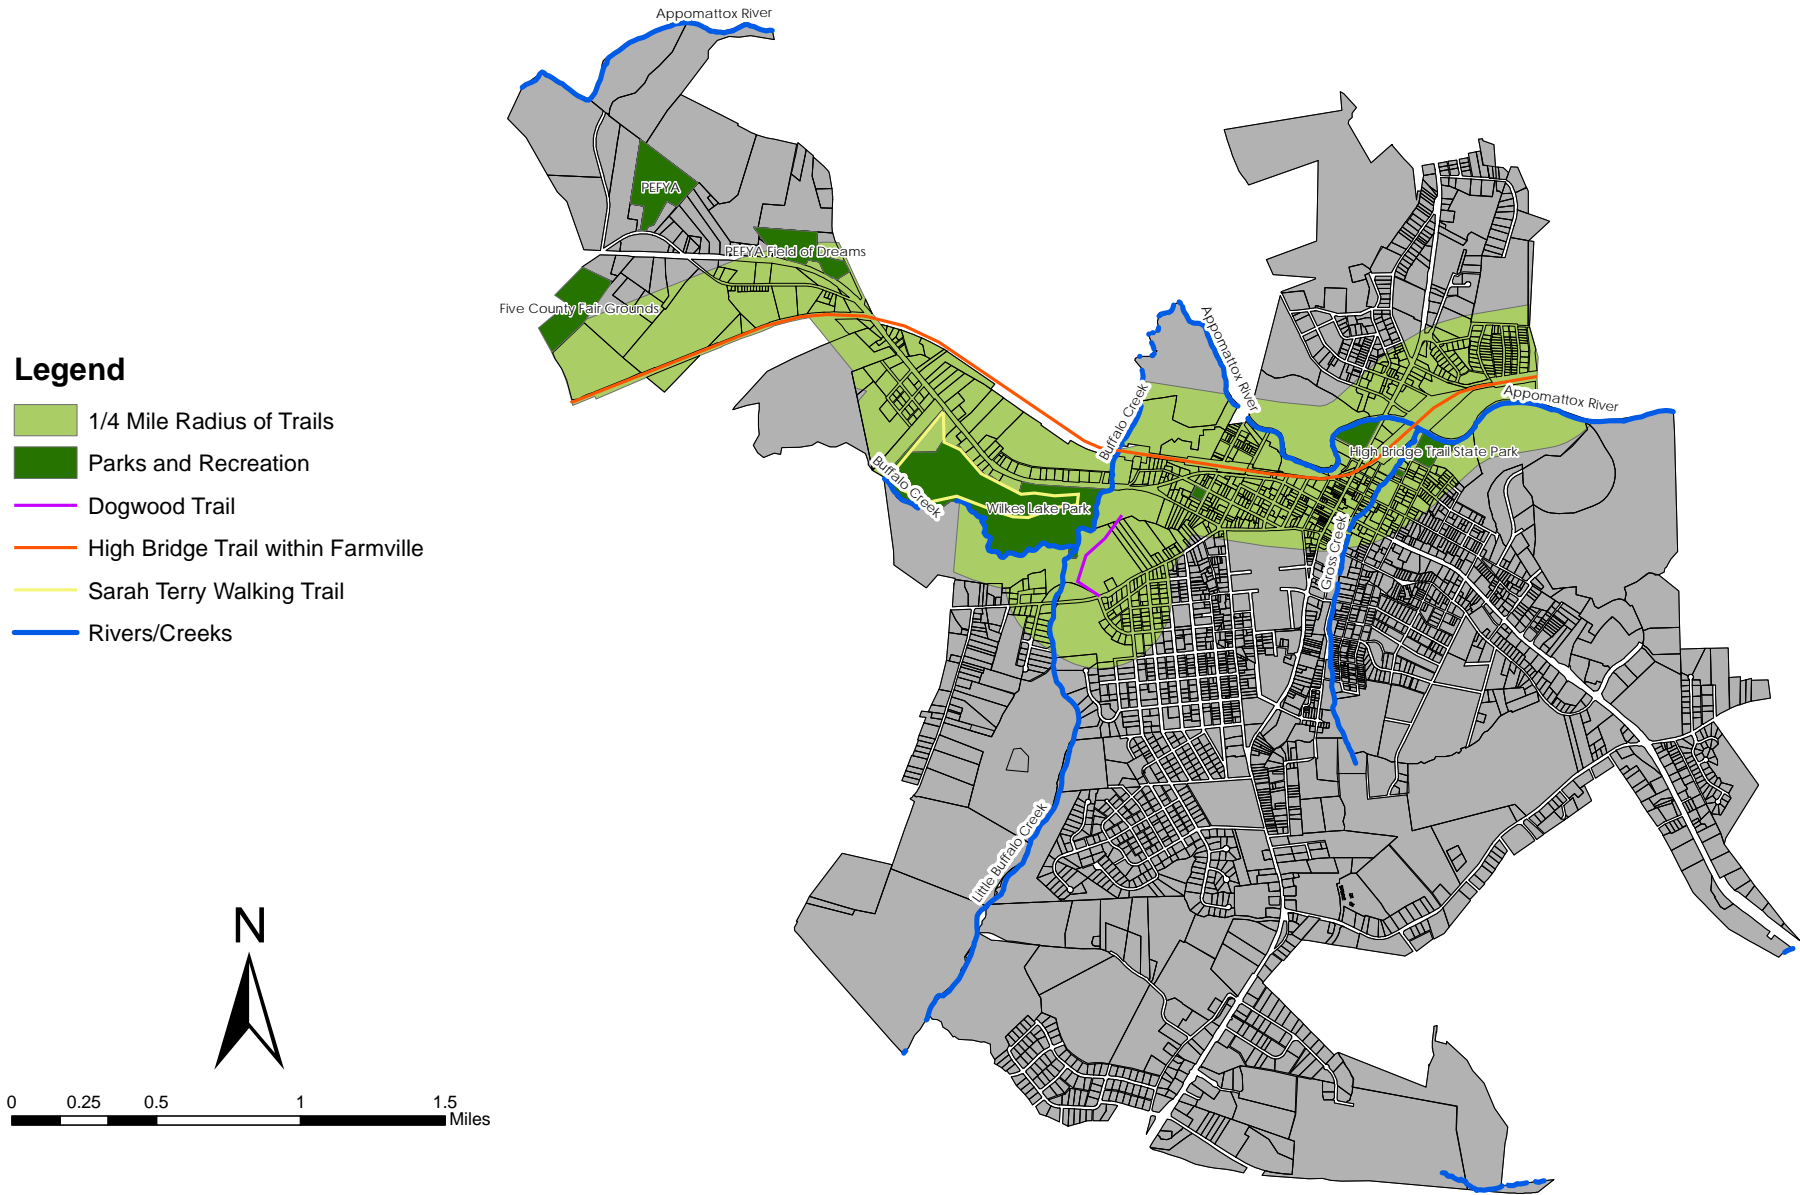 Appomattox River
PEFYA
PEFYA Field of Dreams
Five County Fair Grounds
Appomattox River
Buffalo Creek
Appomattox River
High Bridge Trail State Park
Buffalo Creek
Wilkes Lake Park
Gross Creek
Little Buffalo Creek
Legend
1/4 Mile Radius of Trails
Parks and Recreation
Dogwood Trail
High Bridge Trail within Farmville
Sarah Terry Walking Trail
Rivers/Creeks
N
0 0.25 0.5 1 1.5
Miles